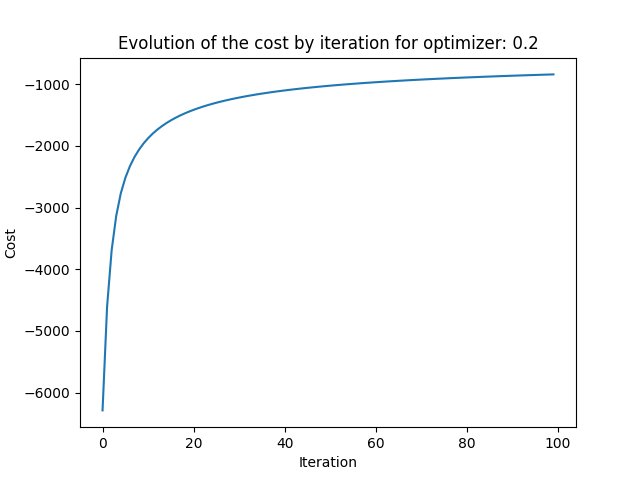 Evolution of the cost by iteration for optimizer: 0.2
−1000
−2000
−3000
−4000
−5000
−6000
Cost
0 20 40 60 80 100
Iteration